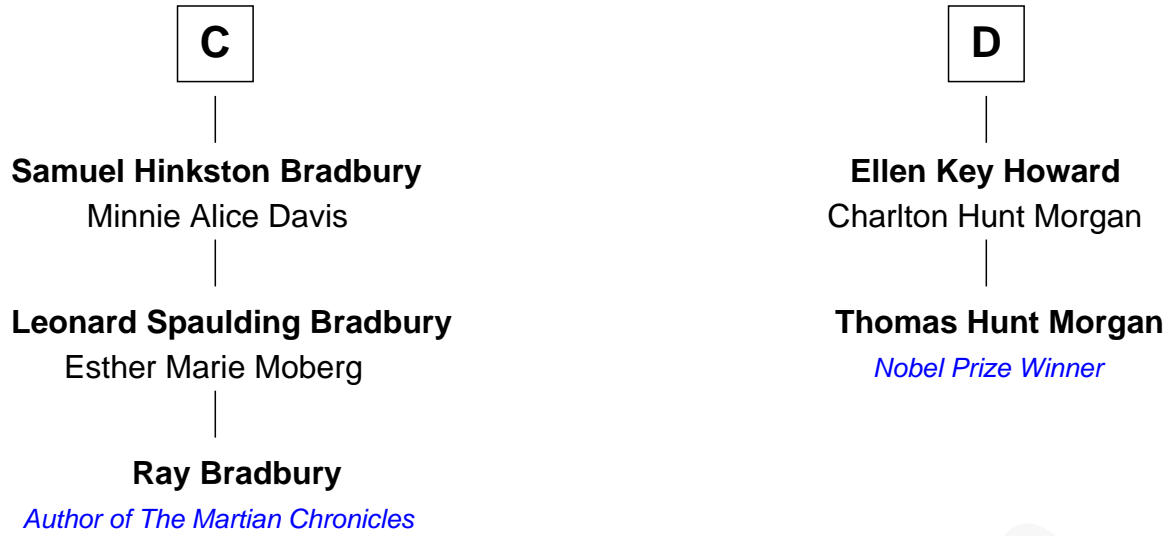 C
Samuel Hinkston Bradbury
Minnie Alice Davis
Leonard Spaulding Bradbury
Esther Marie Moberg
Ray Bradbury
Author of The Martian Chronicles
D
Ellen Key Howard
Charlton Hunt Morgan
Thomas Hunt Morgan
Nobel Prize Winner